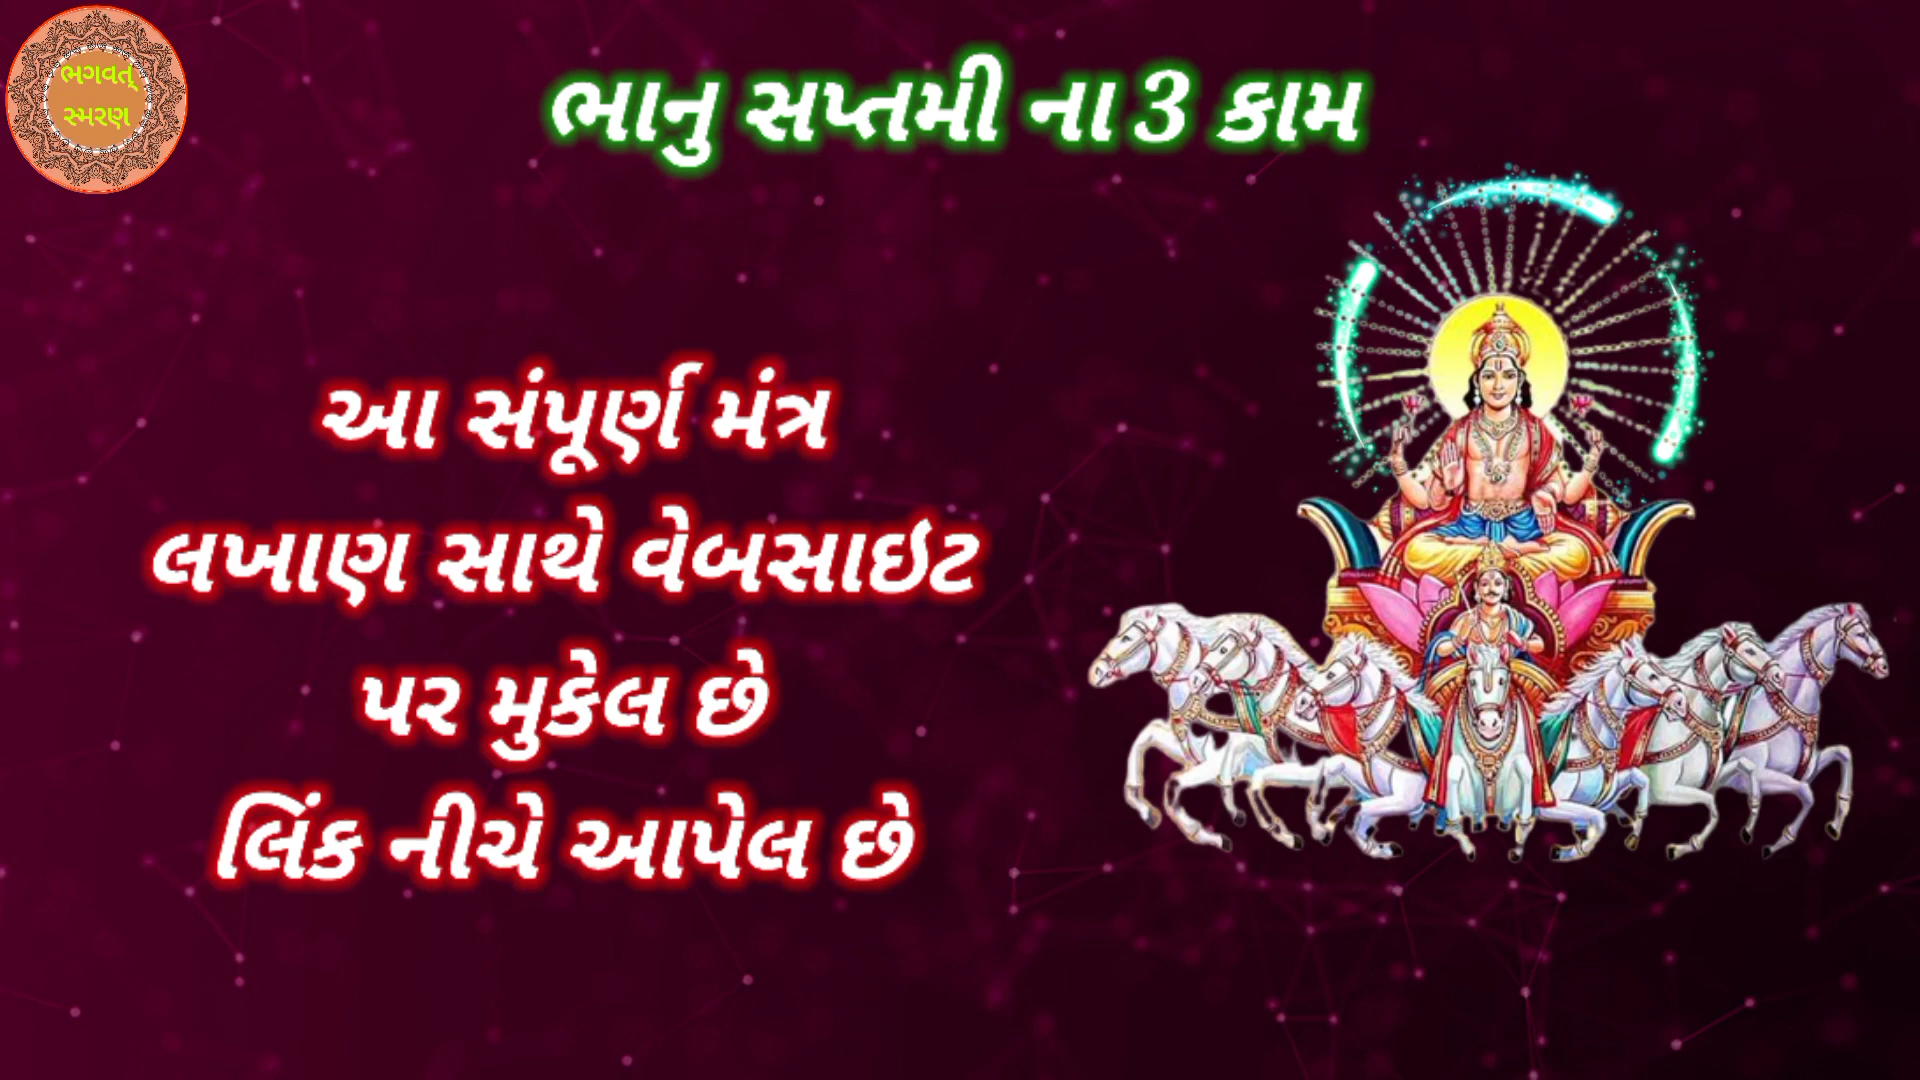 ભગવત્
સ્મરણ
ભાનુ સપ્તમી ના 3 કામ
આ સંપૂર્ણ મંત્ર
લખાણ સાથે વેબસાઇટ
પર મુકેલ છે
લિંક નીચે આપેલ છે